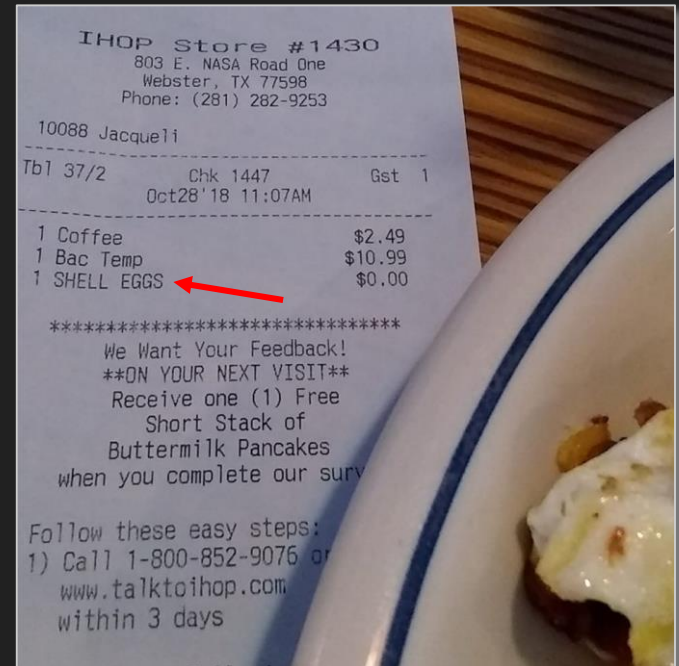 IHOP Store #1430
803 E. NASA Road One
Webster, TX 77598
Phone: (281) 282-9253
10088 Jacqueli
Tbl 37/2 Chk 1447 Gst 1
Oct28'18 11:07AM
1 Coffee $2.49
1 Bac Temp $10.99
1 SHELL EGGS $0.00
*******************************
We Want Your Feedback!
**ON YOUR NEXT VISIT**
Receive one (1) Free
Short Stack of
Buttermilk Pancakes
when you complete our surv
Follow these easy steps:
1) Call 1-800-852-9076 or
www.talktoihop.com
within 3 days